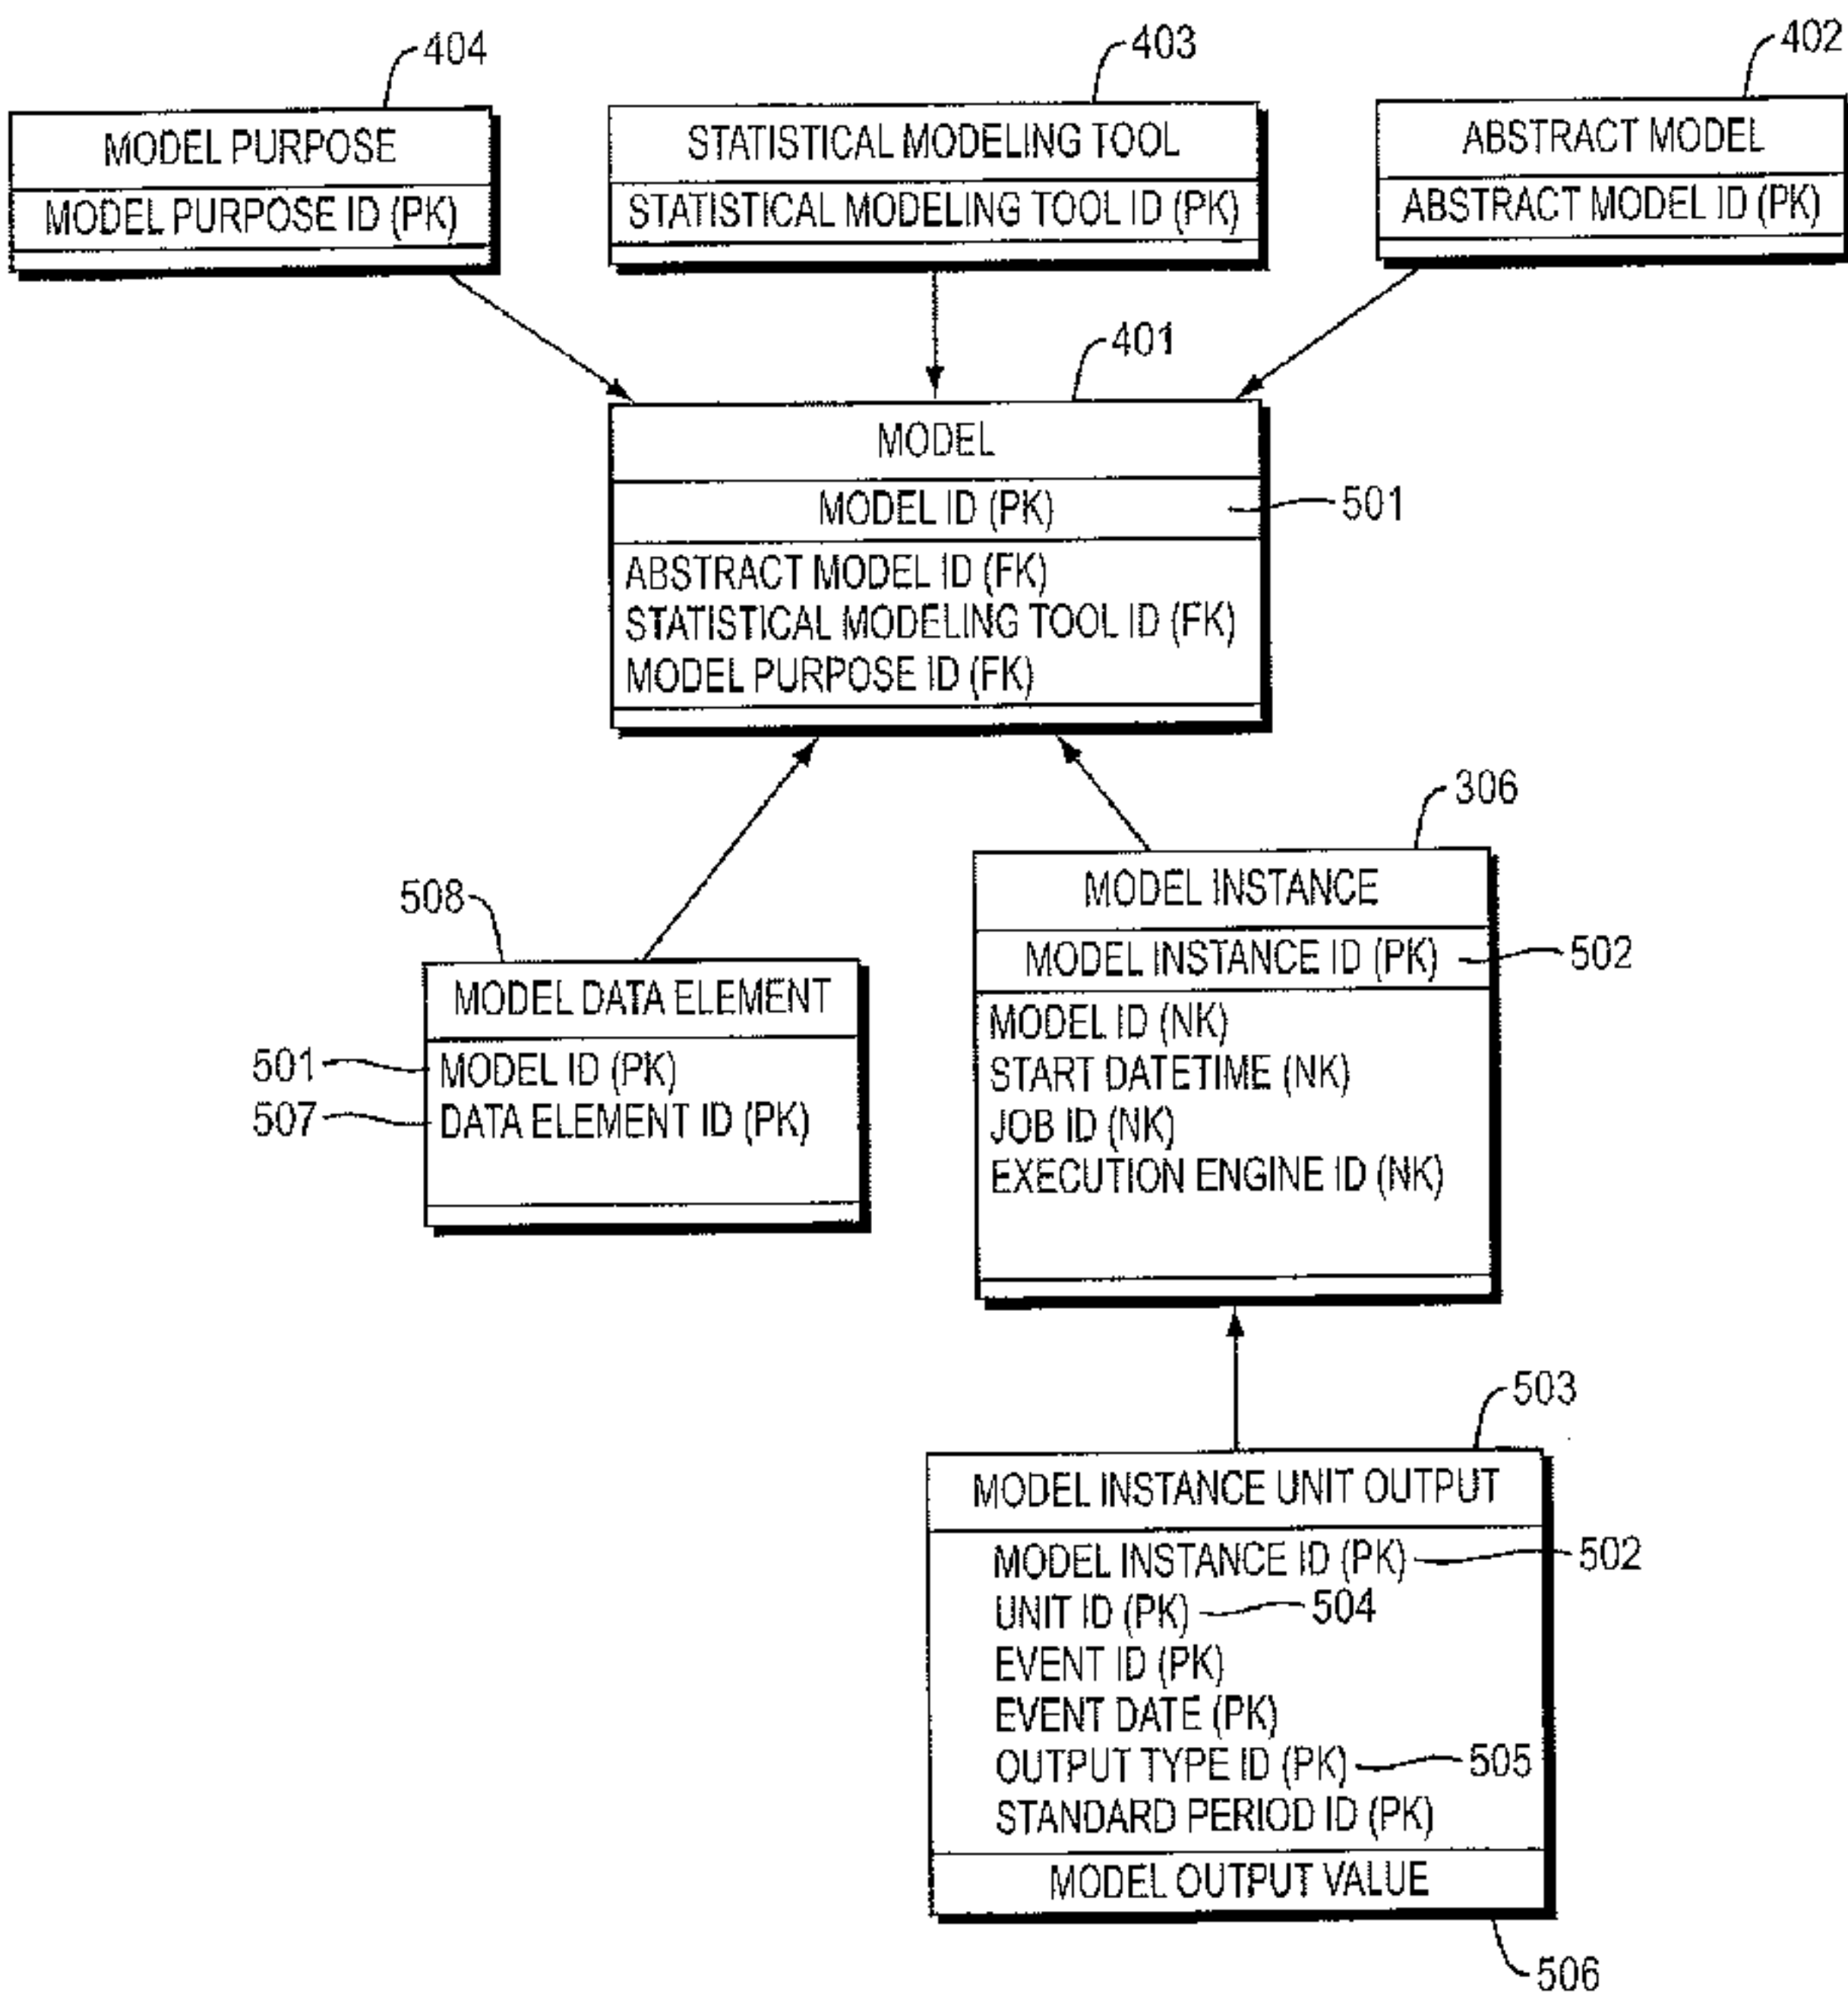 404
403
402
MODEL PURPOSE
MODEL PURPOSE ID (PK)
STATISTICAL MODELING TOOL
STATISTICAL MODELING TOOL ID (PK)
ABSTRACT MODEL
ABSTRACT MODEL ID (PK)
401
MODEL
MODEL ID (PK)
501
ABSTRACT MODEL ID (FK)
STATISTICAL MODELING TOOL ID (FK)
MODEL PURPOSE ID (FK)
508
MODEL DATA ELEMENT
501
MODEL ID (PK)
507
DATA ELEMENT ID (PK)
306
MODEL INSTANCE
MODEL INSTANCE ID (PK)
502
MODEL ID (NK)
START DATETIME (NK)
JOB ID (NK)
EXECUTION ENGINE ID (NK)
503
MODEL INSTANCE UNIT OUTPUT
MODEL INSTANCE ID (PK)
502
UNIT ID (PK)
504
EVENT ID (PK)
EVENT DATE (PK)
OUTPUT TYPE ID (PK)
505
STANDARD PERIOD ID (PK)
MODEL OUTPUT VALUE
506